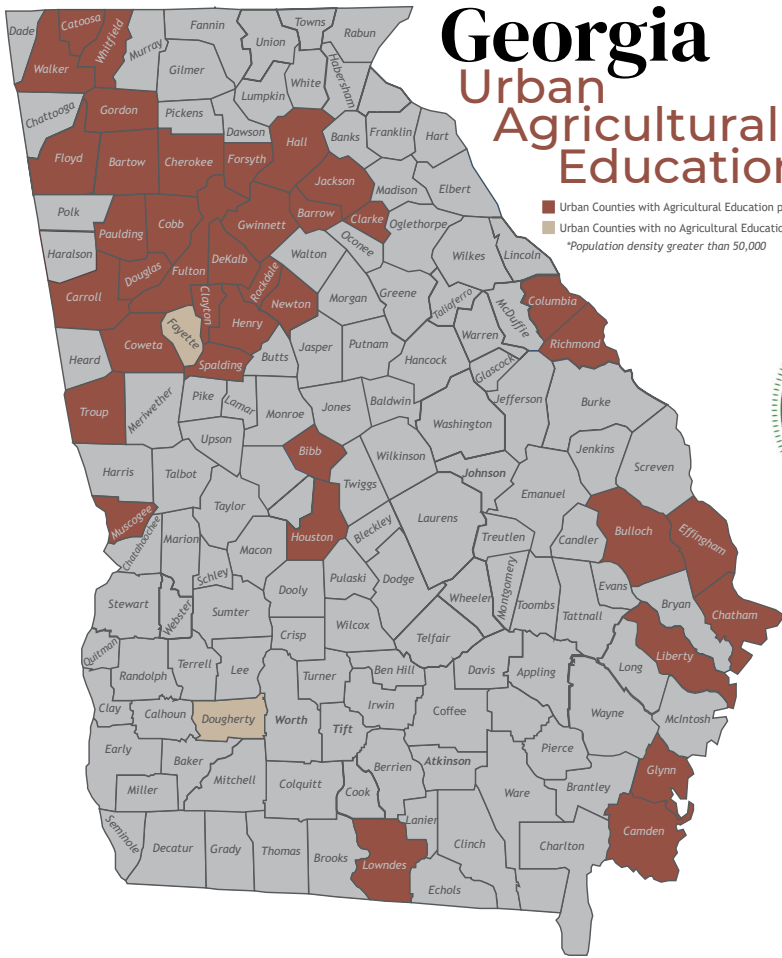 Georgia
Urban
Agricultural
Education
Urban Counties with Agricultural Education p
Urban Counties with no Agricultural Educatio
*Population density greater than 50,000
Dade
Catoosa
Whitfield
Walker
Murray
Fannin
Union
Towns
Rabun
Gilmer
White
Habersham
Lumpkin
Chattooga
Gordon
Pickens
Dawson
Hall
Banks
Franklin
Hart
Floyd
Bartow
Cherokee
Forsyth
Jackson
Madison
Elbert
Polk
Paulding
Cobb
Gwinnett
Barrow
Clarke
Oglethorpe
Oconee
Haralson
Douglas
Fulton
DeKalb
Rockdale
Walton
Wilkes
Lincoln
Carroll
Clayton
Newton
Morgan
Greene
Taliaferro
McDuffie
Columbia
Coweta
Fayette
Henry
Richmond
Heard
Spalding
Butts
Jasper
Putnam
Hancock
Warren
Glascock
Troup
Meriwether
Pike
Lamar
Monroe
Jones
Baldwin
Washington
Jefferson
Burke
Upson
Bibb
Wilkinson
Johnson
Jenkins
Screven
Harris
Talbot
Taylor
Twiggs
Laurens
Emanuel
Muscogee
Chatahoochee
Marion
Macon
Houston
Bleckley
Treutlen
Candler
Bulloch
Effingham
Schley
Dooly
Pulaski
Dodge
Montgomery
Evans
Bryan
Chatham
Stewart
Webster
Sumter
Wilcox
Wheeler
Toombs
Tattnall
Quitman
Crisp
Telfair
Liberty
Randolph
Terrell
Lee
Turner
Ben Hill
Davis
Appling
Long
Clay
Calhoun
Dougherty
Worth
Tift
Irwin
Coffee
Wayne
McIntosh
Early
Baker
Mitchell
Colquitt
Berrien
Atkinson
Pierce
Glynn
Miller
Cook
Ware
Brantley
Seminole
Decatur
Grady
Thomas
Brooks
Lowndes
Lanier
Clinch
Charlton
Camden
Echols